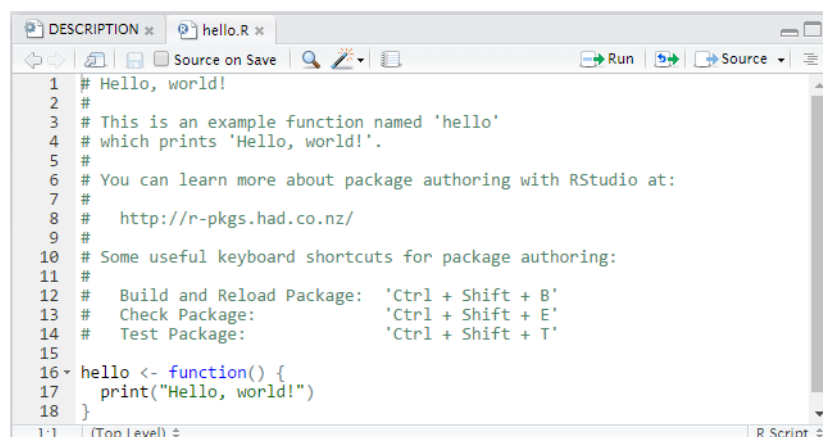 DESCRIPTION × hello.R ×
Source on Save Run Source
1 # Hello, world!
2 #
3 # This is an example function named 'hello'
4 # which prints 'Hello, world!'.
5 #
6 # You can learn more about package authoring with RStudio at:
7 #
8 #   http://r-pkgs.had.co.nz/
9 #
10 # Some useful keyboard shortcuts for package authoring:
11 #
12 #   Build and Reload Package:  'Ctrl + Shift + B'
13 #   Check Package:             'Ctrl + Shift + E'
14 #   Test Package:              'Ctrl + Shift + T'
15
16 hello <- function() {
17   print("Hello, world!")
18 }
1:1 (Top Level) R Script